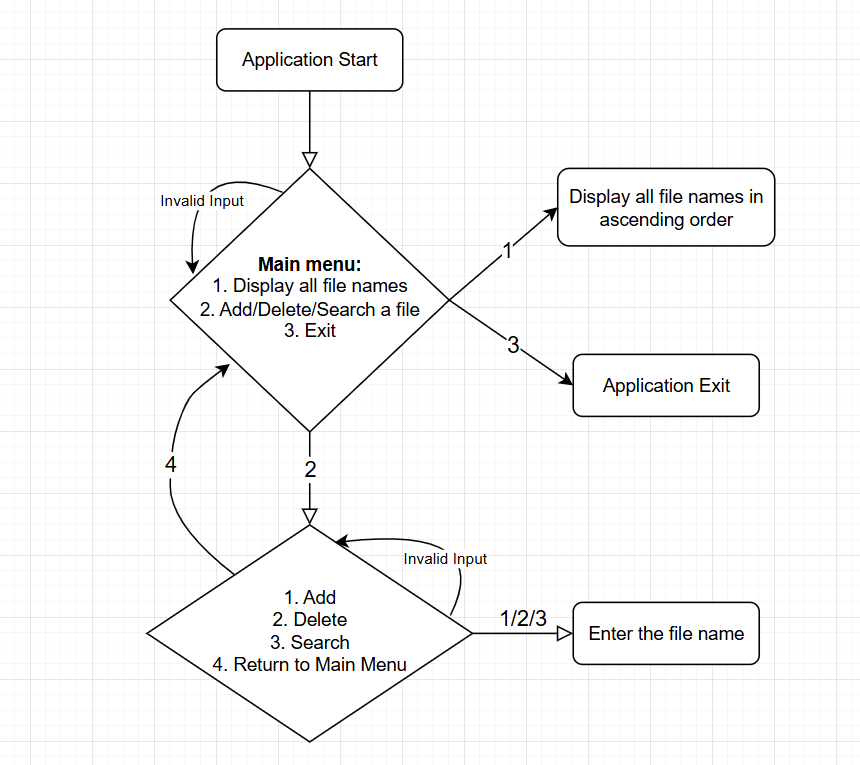 Application Start
Invalid Input
Main menu:
1. Display all file names
2. Add/Delete/Search a file
3. Exit
1
Display all file names in
ascending order
3
Application Exit
4
2
Invalid Input
1. Add
2. Delete
3. Search
4. Return to Main Menu
1/2/3
Enter the file name